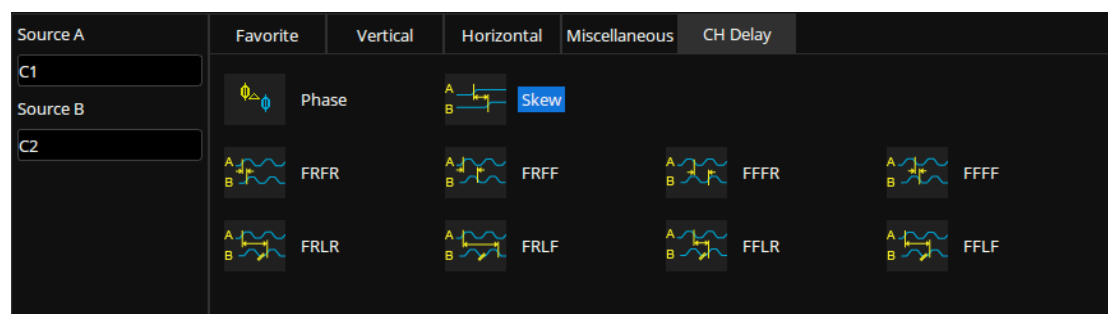 Source A
C1
Source B
C2
Favorite Vertical Horizontal Miscellaneous CH Delay
Phase A B Skew
A B FRFR A B FRFF A B FFFR A B FFFF
A B FRLR A B FRLF A B FFLR A B FFLF